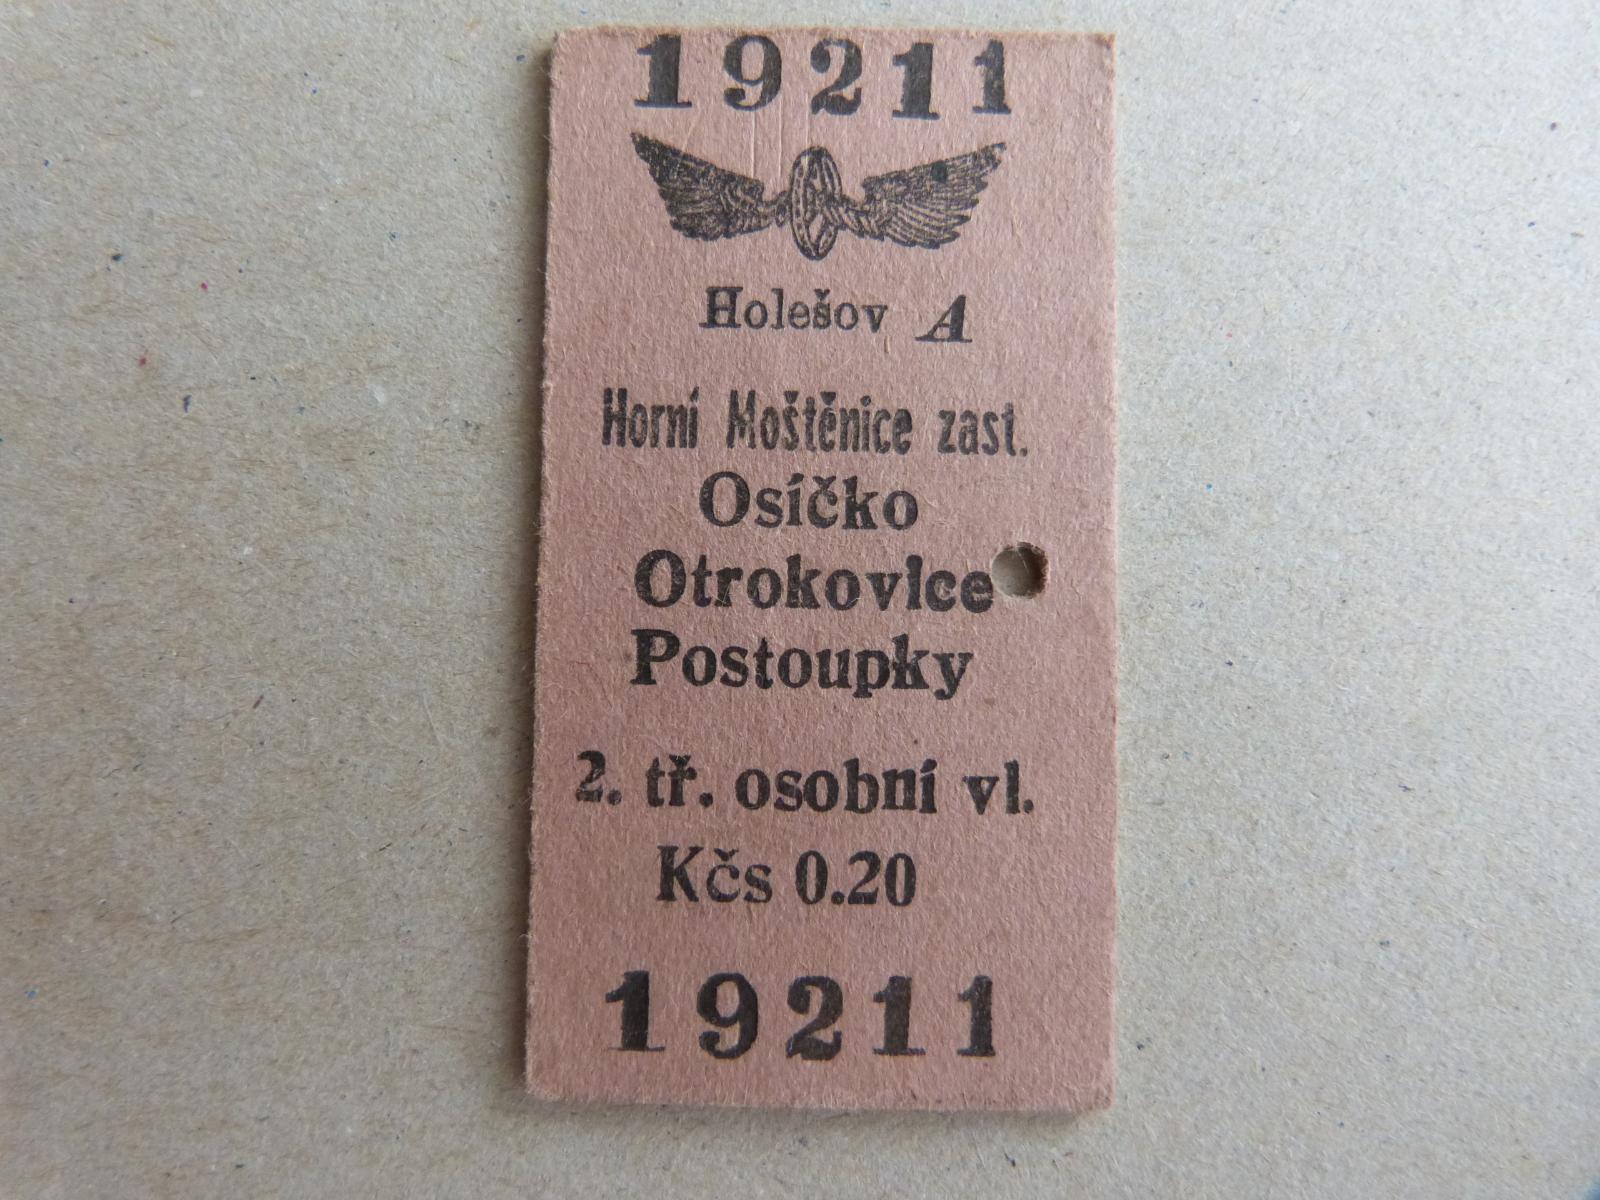 19211
Holešov A
Horní Moštěnice zast.
Osíčko
Otrokovice
Postoupky
2. tř. osobní vl.
Kčs 0.20
19211